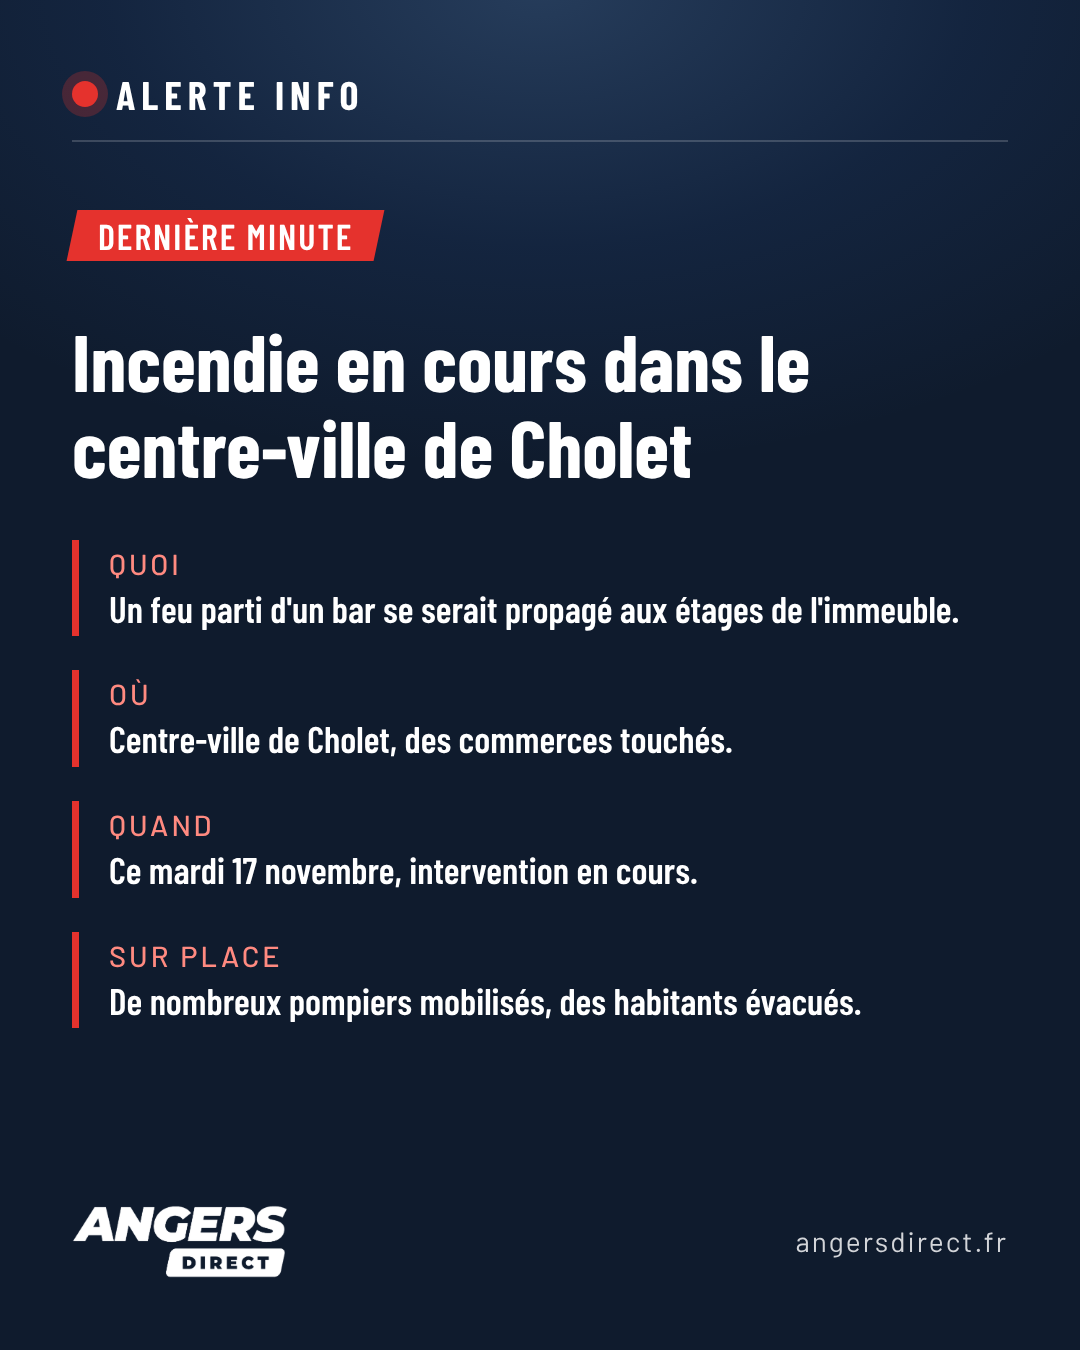 ALERTE INFO
DERNIÈRE MINUTE
Incendie en cours dans le
centre-ville de Cholet
QUOI
Un feu parti d'un bar se serait propagé aux étages de l'immeuble.
OÙ
Centre-ville de Cholet, des commerces touchés.
QUAND
Ce mardi 17 novembre, intervention en cours.
SUR PLACE
De nombreux pompiers mobilisés, des habitants évacués.
ANGERS
DIRECT
angersdirect.fr